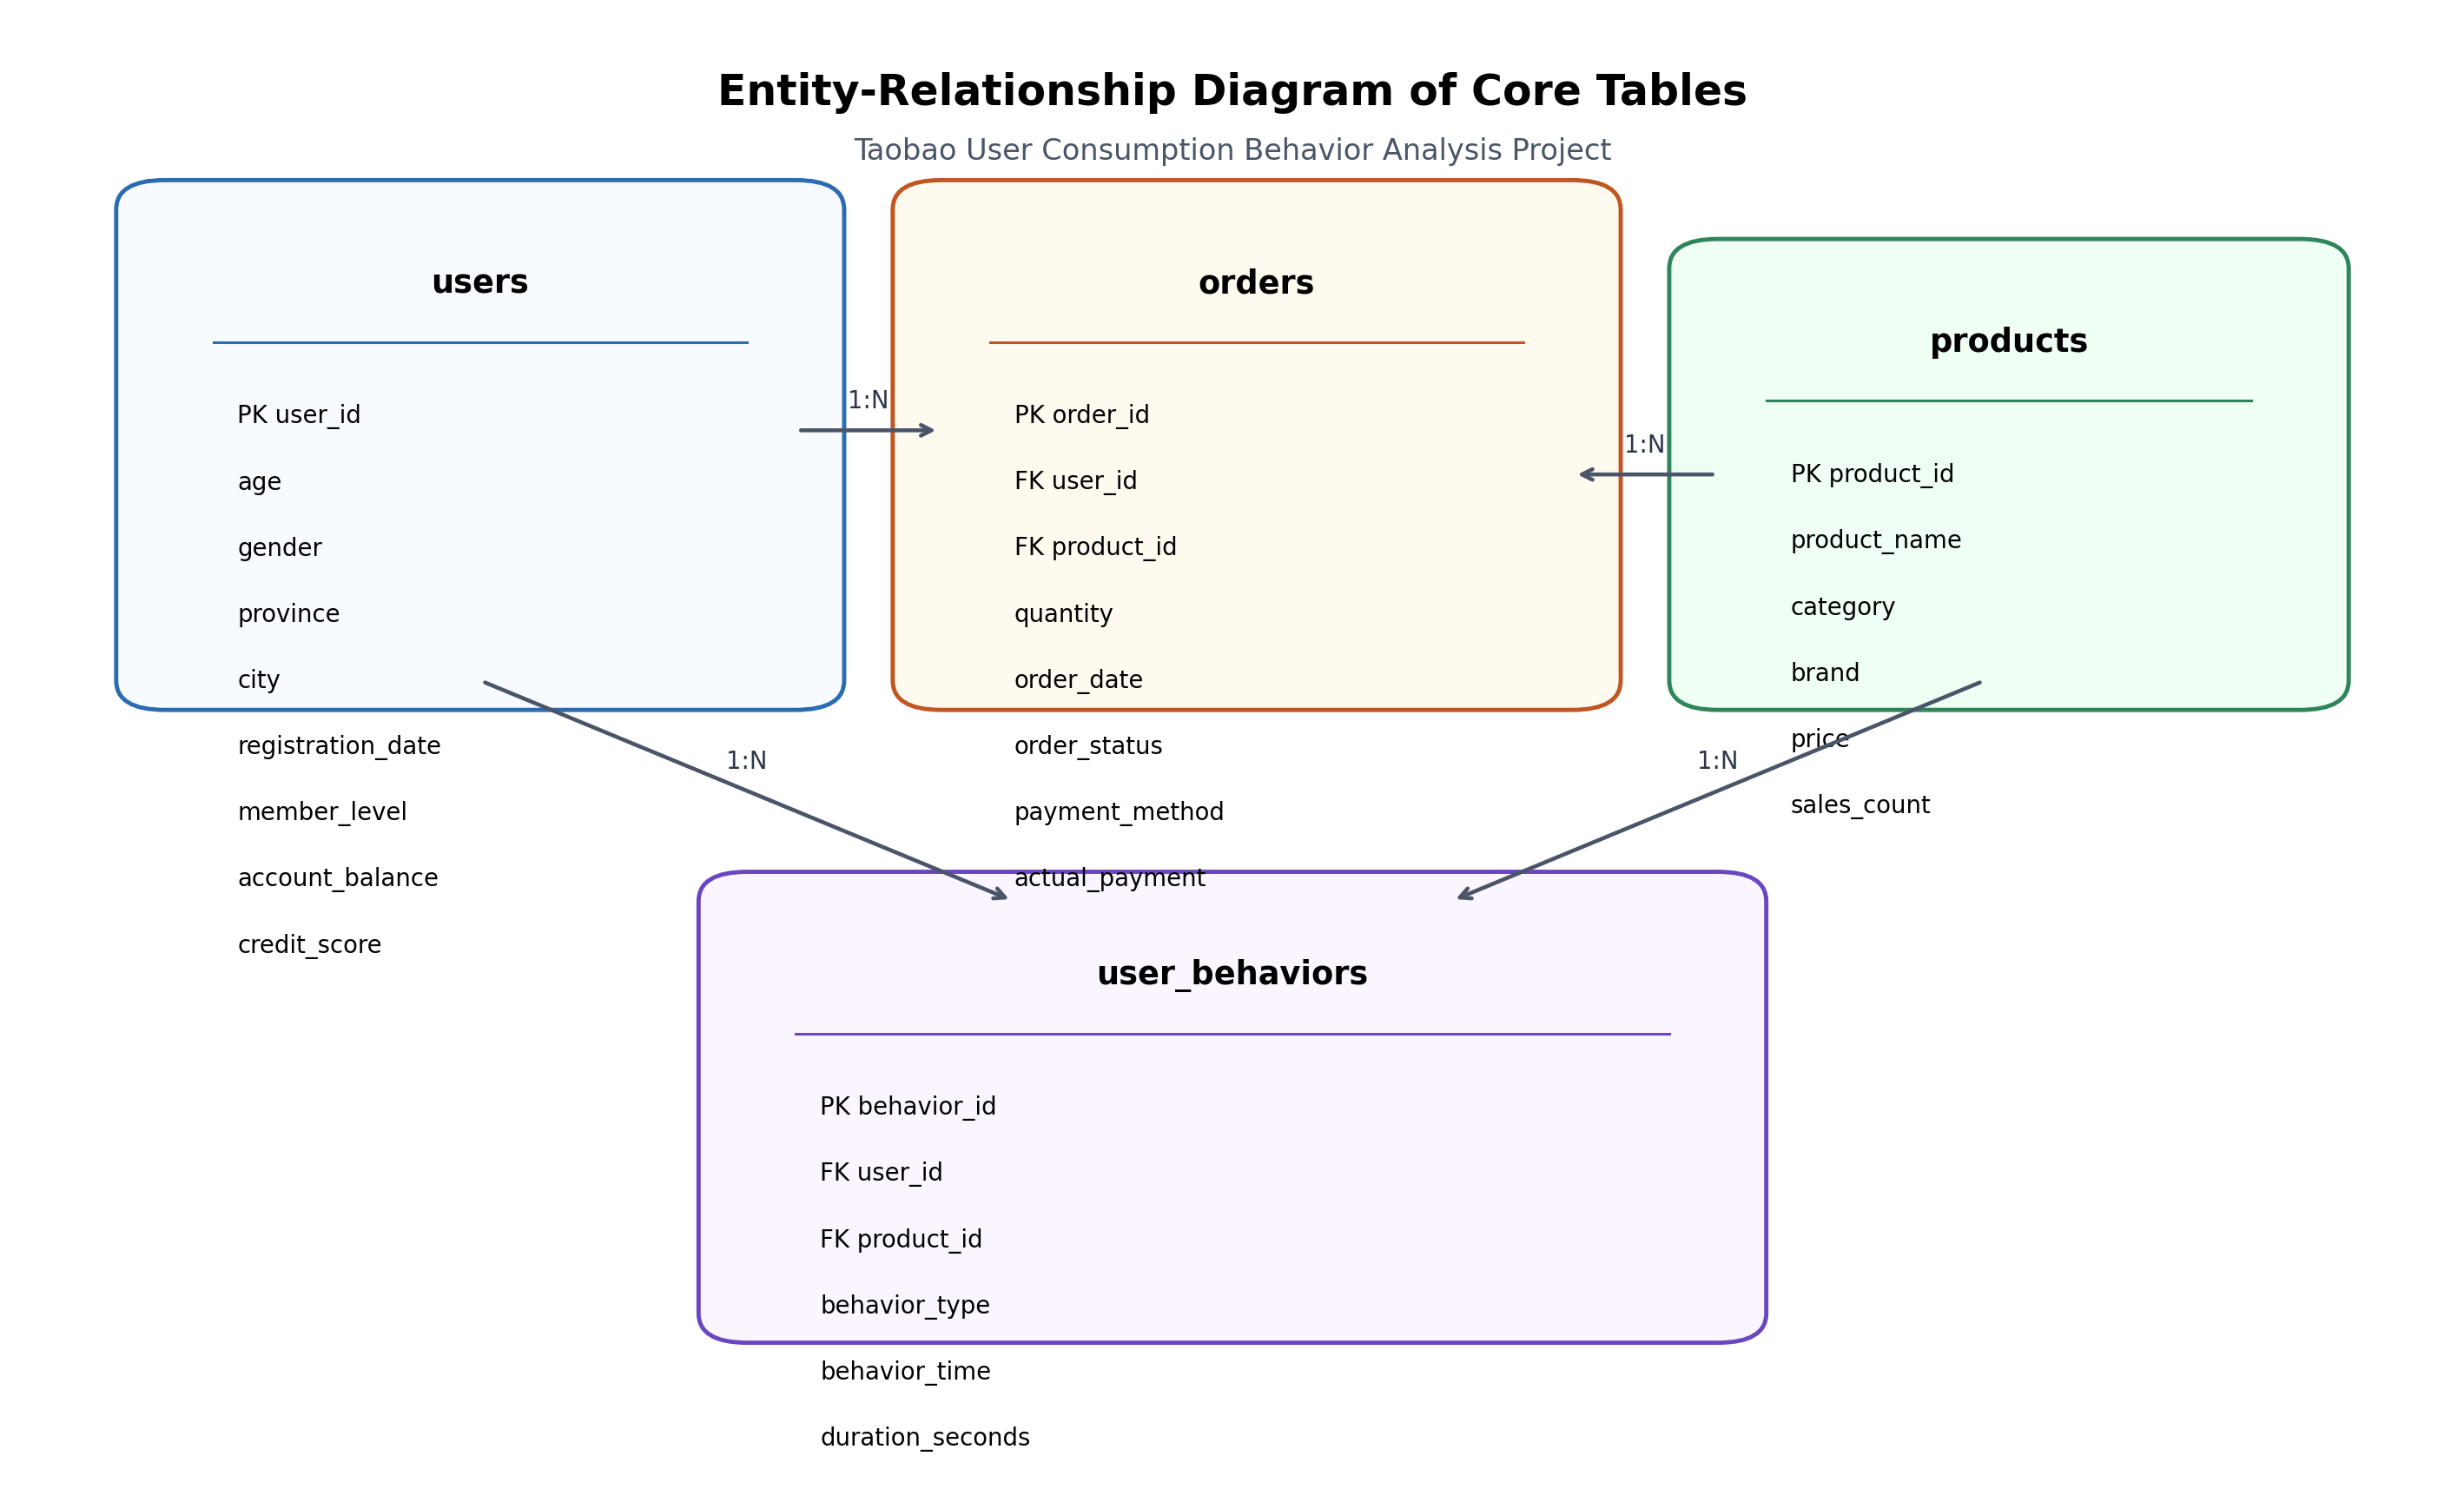 Entity-Relationship Diagram of Core Tables
Taobao User Consumption Behavior Analysis Project
users
PK user_id
age
gender
province
city
registration_date
member_level
account_balance
credit_score
1:N
orders
PK order_id
FK user_id
FK product_id
quantity
order_date
order_status
payment_method
actual_payment
1:N
products
PK product_id
product_name
category
brand
price
sales_count
1:N
1:N
user_behaviors
PK behavior_id
FK user_id
FK product_id
behavior_type
behavior_time
duration_seconds